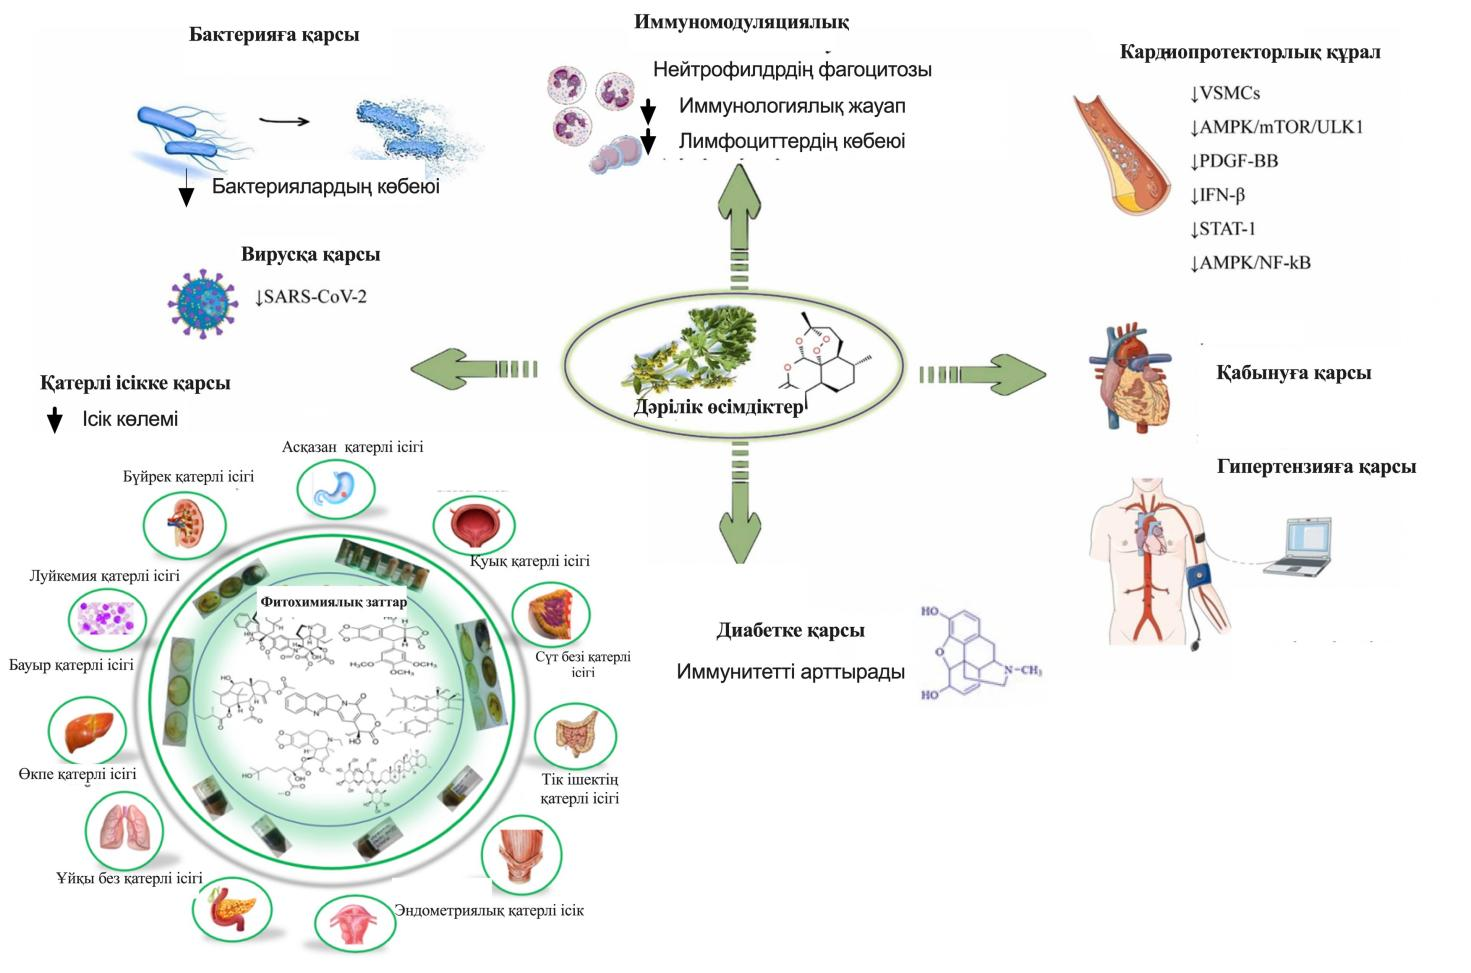 Бактерияға қарсы
Бактериялардың көбеюі
Вирусқа қарсы
↓SARS-CoV-2
Қатерлі ісікке қарсы
Ісік көлемі
Иммуномодуляциялық
Нейтрофилдрдің фагоцитозы
Иммунологиялық жауап
Лимфоциттердің көбеюі
Кардиопротекторлық құрал
↓VSMCs
↓AMPK/mTOR/ULK1
↓PDGF-BB
↓IFN-β
↓STAT-1
↓AMPK/NF-kB
Дәрілік өсімдіктер
Қабынуға қарсы
Гипертензияға қарсы
Диабетке қарсы
Иммунитетті арттырады
HO
O
HO
N
CH₃
Асқазан қатерлі ісігі
Бүйрек қатерлі ісігі
Қуық қатерлі ісігі
Луйкемия қатерлі ісігі
Фитохимиялық заттар
Сүт безі қатерлі
ісігі
Бауыр қатерлі ісігі
Өкпе қатерлі ісігі
Тік ішектің
қатерлі ісігі
Ұйқы без қатерлі ісігі
Эндометриялық қатерлі ісік